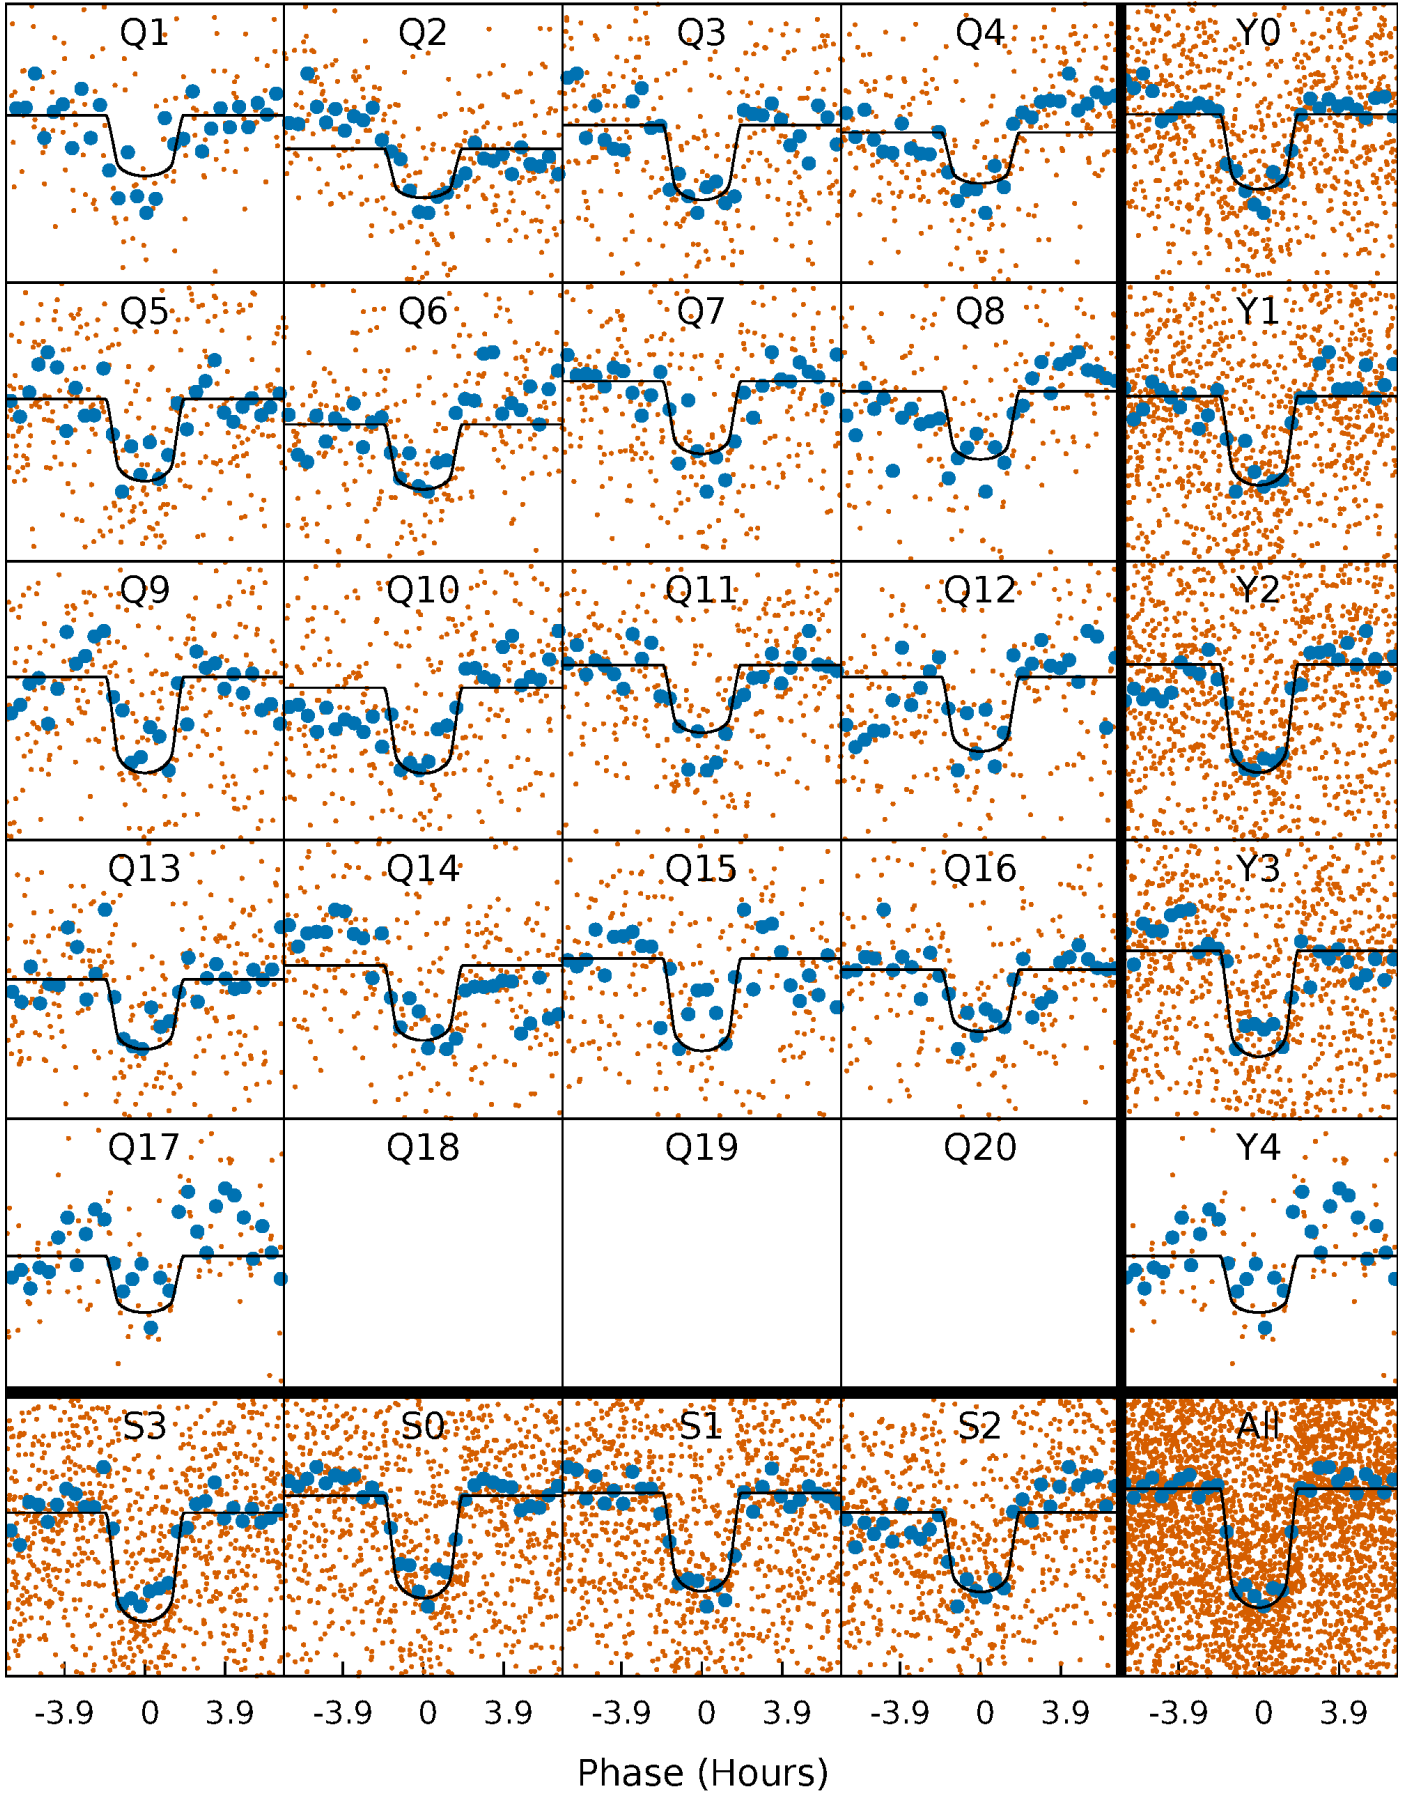 Q1 Q2 Q3 Q4 Y0
Q5 Q6 Q7 Q8 Y1
Q9 Q10 Q11 Q12 Y2
Q13 Q14 Q15 Q16 Y3
Q17 Q18 Q19 Q20 Y4
S3 S0 S1 S2 All
-3.9 0 3.9 -3.9 0 3.9 -3.9 0 3.9 -3.9 0 3.9 -3.9 0 3.9
Phase (Hours)